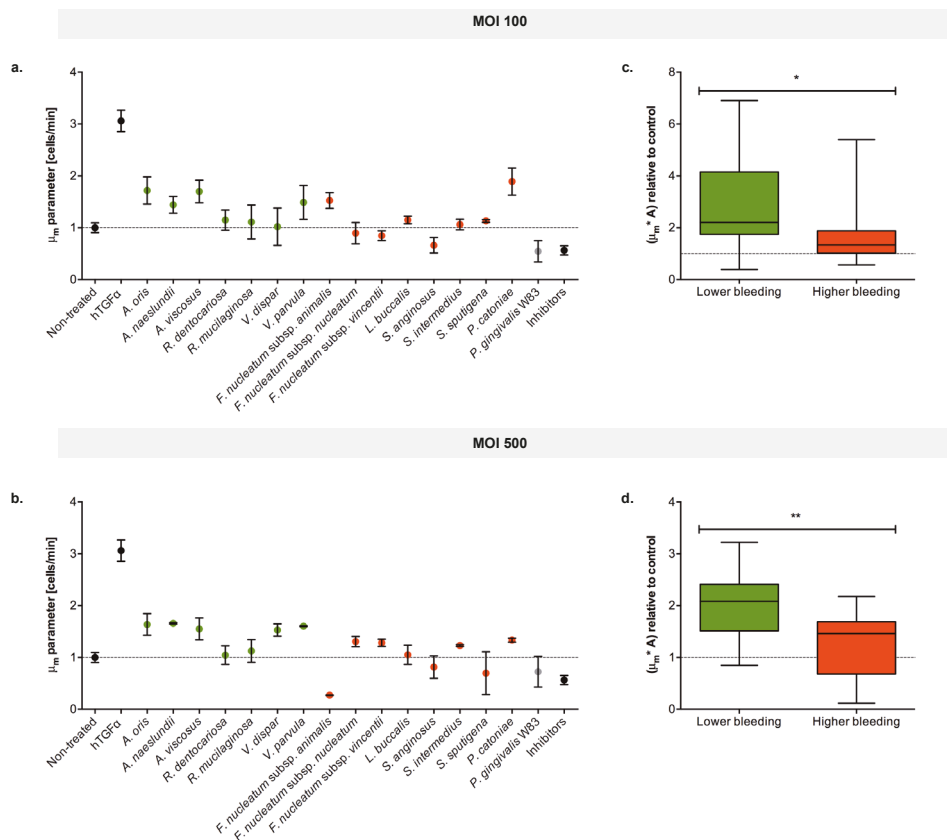 MOI 100
a.
μm parameter [cells/min]
4
3
2
1
0
Non-treated
hTGFα
A. oris
A. naeslundii
A. viscosus
R. dentocariosa
R. mucilaginosa
V. dispar
V. parvula
F. nucleatum subsp. animalis
F. nucleatum subsp. nucleatum
F. nucleatum subsp. vincentii
L. buccalis
S. anginosus
S. intermedius
S. sputigena
P. catoniae
P. gingivalis W83
Inhibitors
c.
(μm* A) relative to control
8
6
4
2
0
*
Lower bleeding
Higher bleeding
MOI 500
b.
μm parameter [cells/min]
4
3
2
1
0
Non-treated
hTGFα
A. oris
A. naeslundii
A. viscosus
R. dentocariosa
R. mucilaginosa
V. dispar
V. parvula
F. nucleatum subsp. animalis
F. nucleatum subsp. nucleatum
F. nucleatum subsp. vincentii
L. buccalis
S. anginosus
S. intermedius
S. sputigena
P. catoniae
P. gingivalis W83
Inhibitors
d.
(μm* A) relative to control
4
3
2
1
0
**
Lower bleeding
Higher bleeding